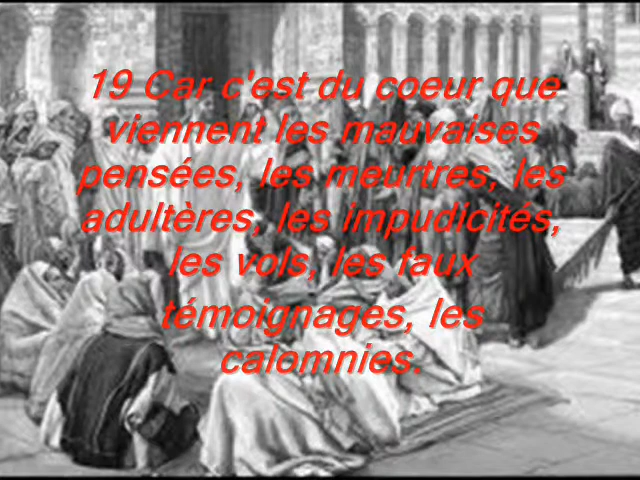 19 Car c'est du coeur que
viennent les mauvaises
pensées, les meurtres, les
adultères, les impudicités,
les vols, les faux
témoignages, les
calomnies.